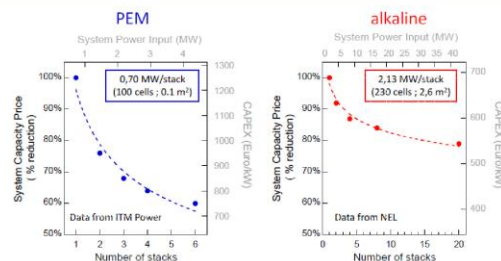 PEM
System Power Input (MW)
1 2 3 4
100%
90%
80%
70%
60%
50%
System Capacity Price
( % reduction)
0,70 MW/stack
(100 cells ; 0.1 m²)
Data from ITM Power
1300
1200
1100
1000
900
800
700
CAPEX (Euro/kW)
1 2 3 4 5 6
Number of stacks
alkaline
System Power Input (MW)
5 10 15 20 25 30 35 40
100%
90%
80%
70%
60%
50%
System Capacity Price
( % reduction)
2,13 MW/stack
(230 cells ; 2,6 m²)
Data from NEL
700
600
500
400
CAPEX (Euro/kW)
0 5 10 15 20
Number of stacks